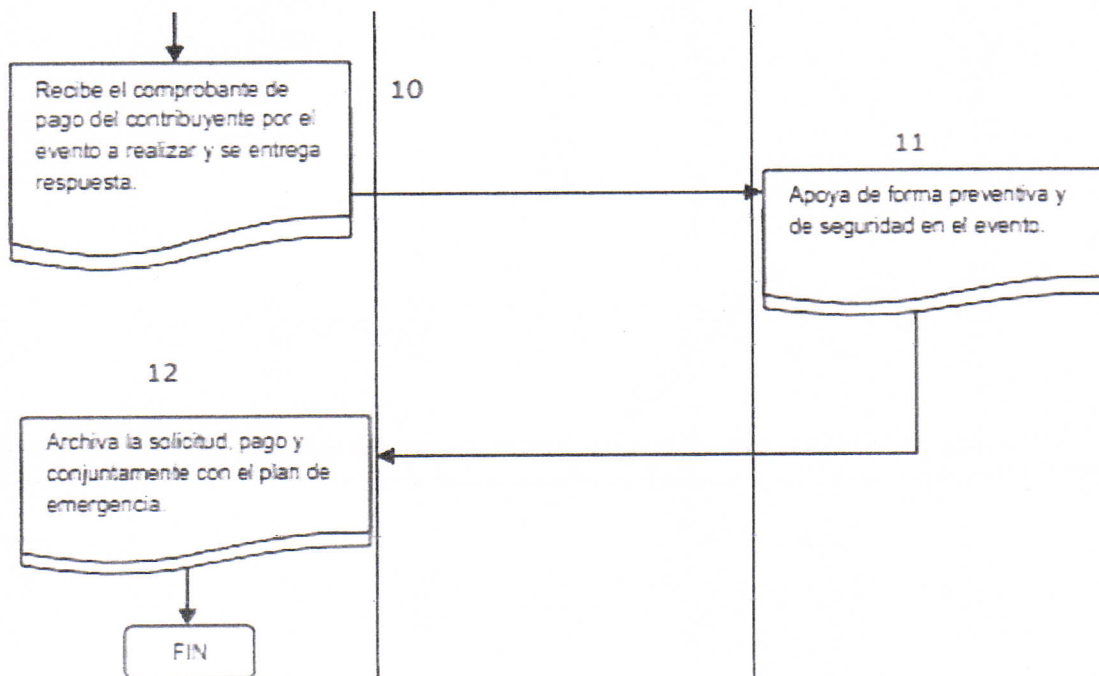 Recibe el comprobante de
pago del contribuyente por el
evento a realizar y se entrega
respuesta.
10
11
Apoya de forma preventiva y
de seguridad en el evento.
12
Archiva la solicitud, pago y
conjuntamente con el plan de
emergencia.
FIN